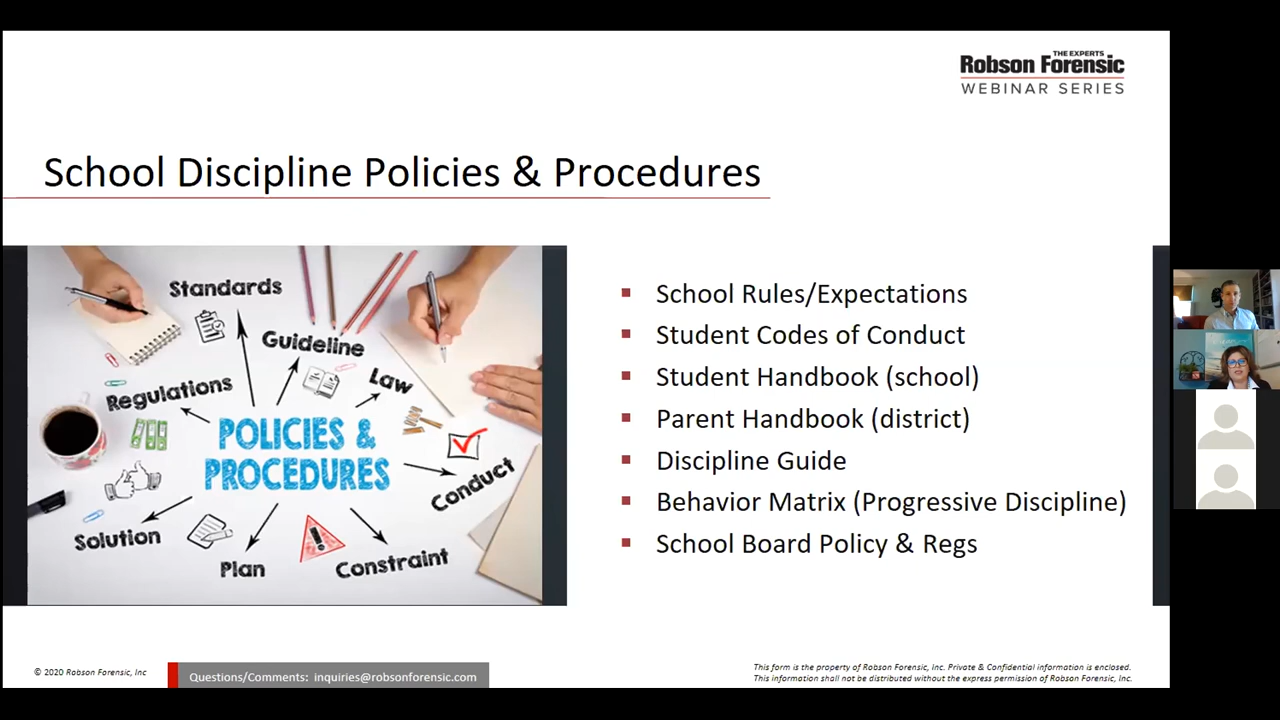 THE EXPERTS
Robson Forensic
WEBINAR SERIES
School Discipline Policies & Procedures
Standards
Guideline
Law
Regulations
POLICIES &
PROCEDURES
Conduct
Solution
Plan
Constraint
School Rules/Expectations
Student Codes of Conduct
Student Handbook (school)
Parent Handbook (district)
Discipline Guide
Behavior Matrix (Progressive Discipline)
School Board Policy & Regs
© 2020 Robson Forensic, Inc
Questions/Comments: inquiries@robsonforensic.com
This form is the property of Robson Forensic, Inc. Private & Confidential information is enclosed.
This information shall not be distributed without the express permission of Robson Forensic, Inc.